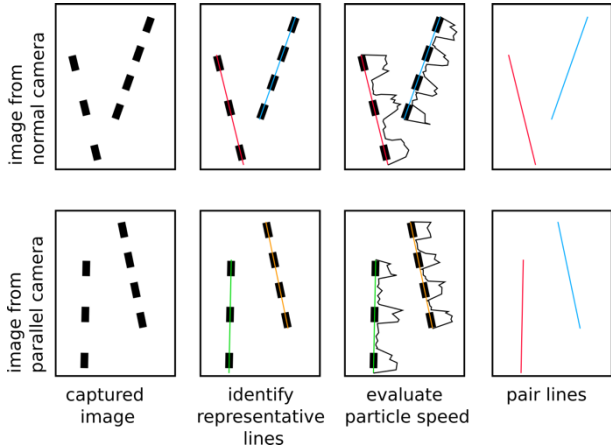 image from
normal camera
image from
parallel camera
captured
image
identify
representative
lines
evaluate
particle speed
pair lines